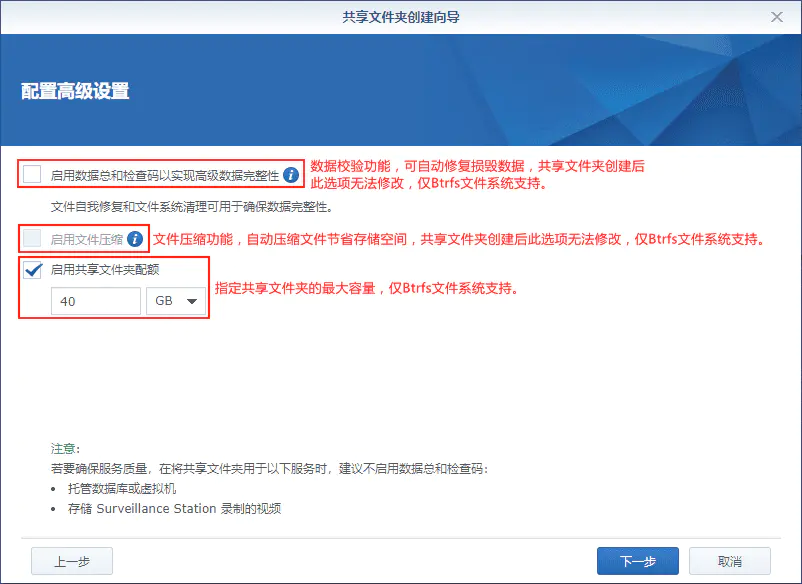 共享文件夹创建向导
配置高级设置
启用数据总和检查码以实现高级数据完整性
数据校验功能，可自动修复损毁数据，共享文件夹创建后
此选项无法修改，仅Btrfs文件系统支持。
文件自我修复和文件系统清理可用于确保数据完整性。
启用文件压缩
文件压缩功能，自动压缩文件节省存储空间，共享文件夹创建后此选项无法修改，仅Btrfs文件系统支持。
启用共享文件夹配额
40 GB
指定共享文件夹的最大容量，仅Btrfs文件系统支持。
注意:
若要确保服务质量，在将共享文件夹用于以下服务时，建议不启用数据总和检查码:
• 托管数据库或虚拟机
• 存储 Surveillance Station 录制的视频
上一步 下一步 取消